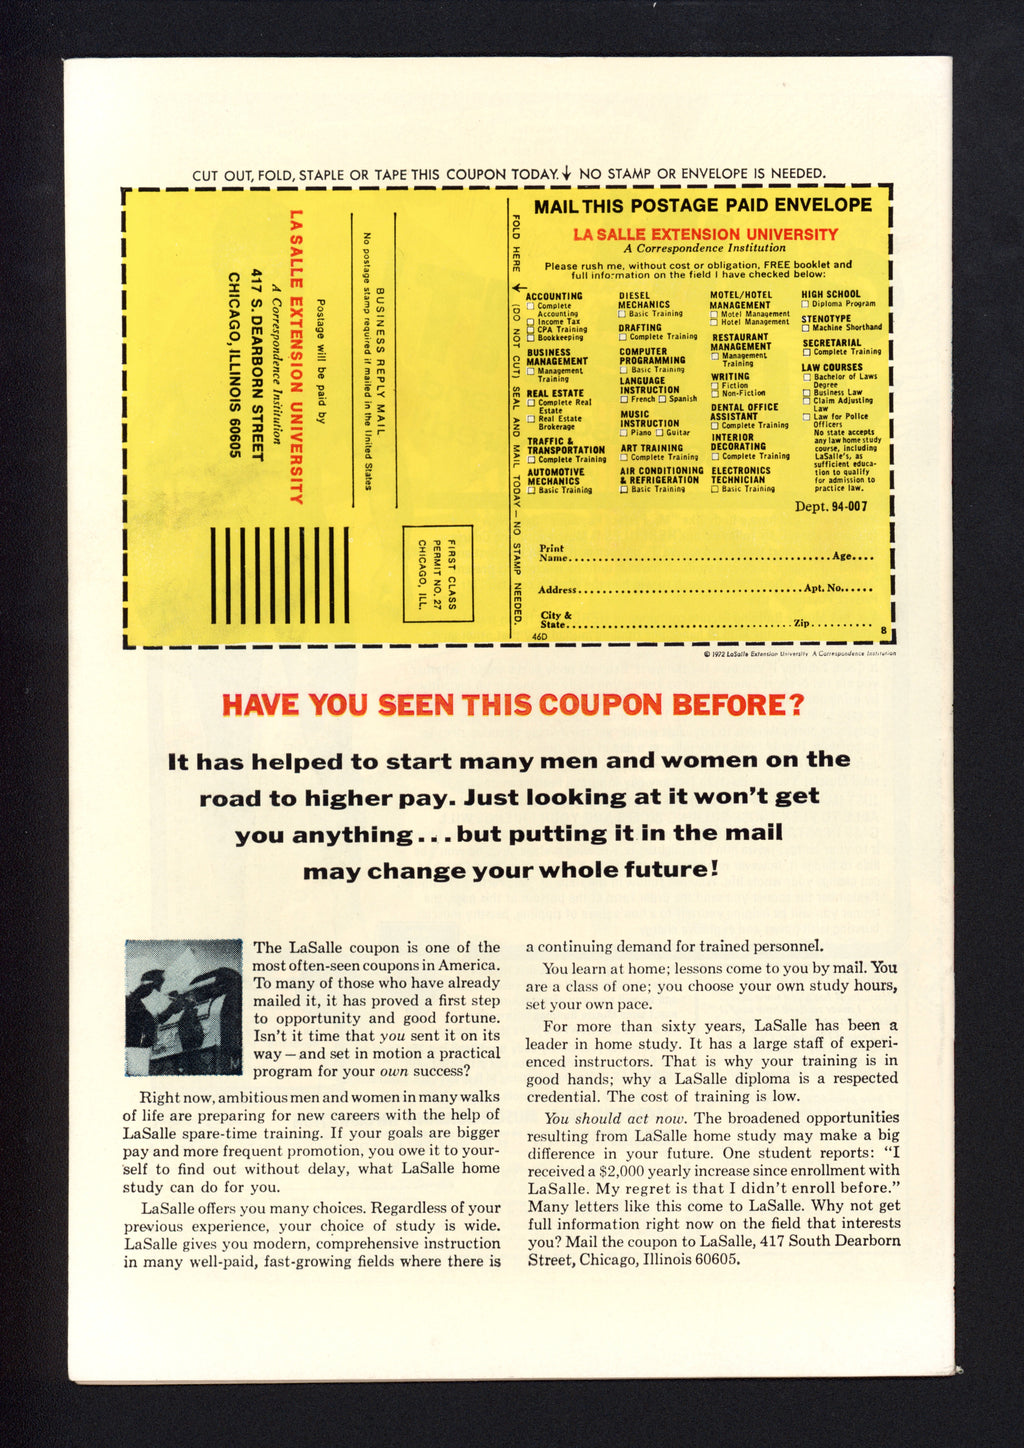 CUT OUT, FOLD, STAPLE OR TAPE THIS COUPON TODAY. ↓ NO STAMP OR ENVELOPE IS NEEDED.
FIRST CLASS
PERMIT NO. 27
CHICAGO, ILL.
BUSINESS REPLY MAIL
No postage stamp required if mailed in the United States
Postage will be paid by
LA SALLE EXTENSION UNIVERSITY
A Correspondence Institution
417 S. DEARBORN STREET
CHICAGO, ILLINOIS 60605
FOLD HERE → (DO NOT CUT) SEAL AND MAIL TODAY — NO STAMP NEEDED.
MAIL THIS POSTAGE PAID ENVELOPE
LA SALLE EXTENSION UNIVERSITY
A Correspondence Institution
Please rush me, without cost or obligation, FREE booklet and
full information on the field I have checked below:
ACCOUNTING
☐ Complete
Accounting
☐ Income Tax
☐ CPA Training
☐ Bookkeeping
BUSINESS
MANAGEMENT
☐ Management
Training
REAL ESTATE
☐ Complete Real
Estate
☐ Real Estate
Brokerage
TRAFFIC &
TRANSPORTATION
☐ Complete Training
AUTOMOTIVE
MECHANICS
☐ Basic Training
DIESEL
MECHANICS
☐ Basic Training
DRAFTING
☐ Complete Training
COMPUTER
PROGRAMMING
☐ Basic Training
LANGUAGE
INSTRUCTION
☐ French ☐ Spanish
MUSIC
INSTRUCTION
☐ Piano ☐ Guitar
ART TRAINING
☐ Complete Training
AIR CONDITIONING
& REFRIGERATION
☐ Basic Training
MOTEL/HOTEL
MANAGEMENT
☐ Motel Management
☐ Hotel Management
RESTAURANT
MANAGEMENT
☐ Management
Training
WRITING
☐ Fiction
☐ Non-Fiction
DENTAL OFFICE
ASSISTANT
☐ Complete Training
INTERIOR
DECORATING
☐ Complete Training
ELECTRONICS
TECHNICIAN
☐ Basic Training
HIGH SCHOOL
☐ Diploma Program
STENOTYPE
☐ Machine Shorthand
SECRETARIAL
☐ Complete Training
LAW COURSES
☐ Bachelor of Laws
Degree
☐ Business Law
☐ Claim Adjusting
Law
☐ Law for Police
Officers
No state accepts
any law home study
course, including
LaSalle's, as
sufficient educa-
tion to qualify
for admission to
practice law.
Dept. 94-007
Print
Name........Age....
Address........Apt. No......
City &
State........Zip..........
46D
8
© 1972 LaSalle Extension University A Correspondence Institution
HAVE YOU SEEN THIS COUPON BEFORE?
It has helped to start many men and women on the
road to higher pay. Just looking at it won't get
you anything... but putting it in the mail
may change your whole future!
The LaSalle coupon is one of the
most often-seen coupons in America.
To many of those who have already
mailed it, it has proved a first step
to opportunity and good fortune.
Isn't it time that you sent it on its
way — and set in motion a practical
program for your own success?
Right now, ambitious men and women in many walks
of life are preparing for new careers with the help of
LaSalle spare-time training. If your goals are bigger
pay and more frequent promotion, you owe it to your-
self to find out without delay, what LaSalle home
study can do for you.
LaSalle offers you many choices. Regardless of your
previous experience, your choice of study is wide.
LaSalle gives you modern, comprehensive instruction
in many well-paid, fast-growing fields where there is
a continuing demand for trained personnel.
You learn at home; lessons come to you by mail. You
are a class of one; you choose your own study hours,
set your own pace.
For more than sixty years, LaSalle has been a
leader in home study. It has a large staff of experi-
enced instructors. That is why your training is in
good hands; why a LaSalle diploma is a respected
credential. The cost of training is low.
You should act now. The broadened opportunities
resulting from LaSalle home study may make a big
difference in your future. One student reports: "I
received a $2,000 yearly increase since enrollment with
LaSalle. My regret is that I didn't enroll before."
Many letters like this come to LaSalle. Why not get
full information right now on the field that interests
you? Mail the coupon to LaSalle, 417 South Dearborn
Street, Chicago, Illinois 60605.